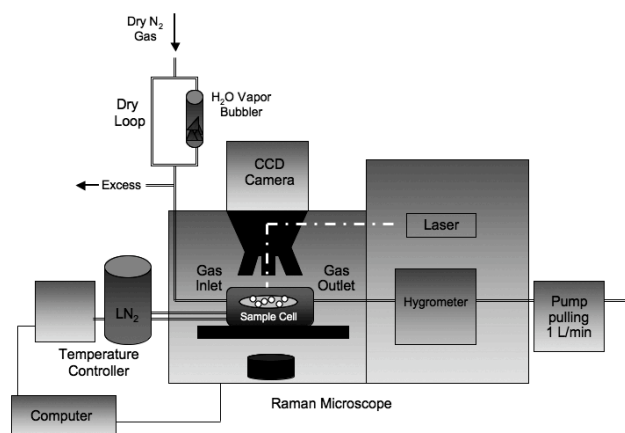 Dry N₂
Gas
Dry
Loop
H₂O Vapor
Bubbler
Excess
CCD
Camera
Laser
Gas
Inlet
Gas
Outlet
LN₂
Sample Cell
Hygrometer
Pump
pulling
1 L/min
Temperature
Controller
Computer
Raman Microscope